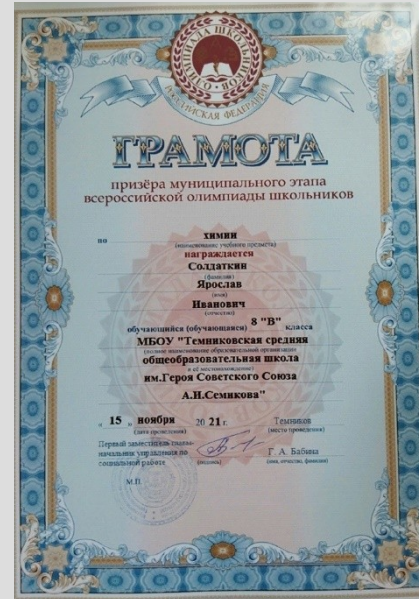 ОЛИМПИАДА ШКОЛЬНИКОВ
РОССИЙСКАЯ ФЕДЕРАЦИЯ
ГРАМОТА
призёра муниципального этапа
всероссийской олимпиады школьников
по химии
(наименование учебного предмета)
награждается
Солдаткин
(фамилия)
Ярослав
(имя)
Иванович
(отчество)
обучающийся (обучающаяся) 8 "В" класса
МБОУ "Темниковская средняя
(полное наименование образовательной организации
общеобразовательная школа
и её местонахождение)
им.Героя Советского Союза
А.И.Семикова"
« 15 » ноября 20 21 г. Темников
(дата проведения) (место проведения)
Первый заместитель
начальника управления по
социальной работе Г. А. Бабина
(подпись) (имя, отчество, фамилия)
М.П.